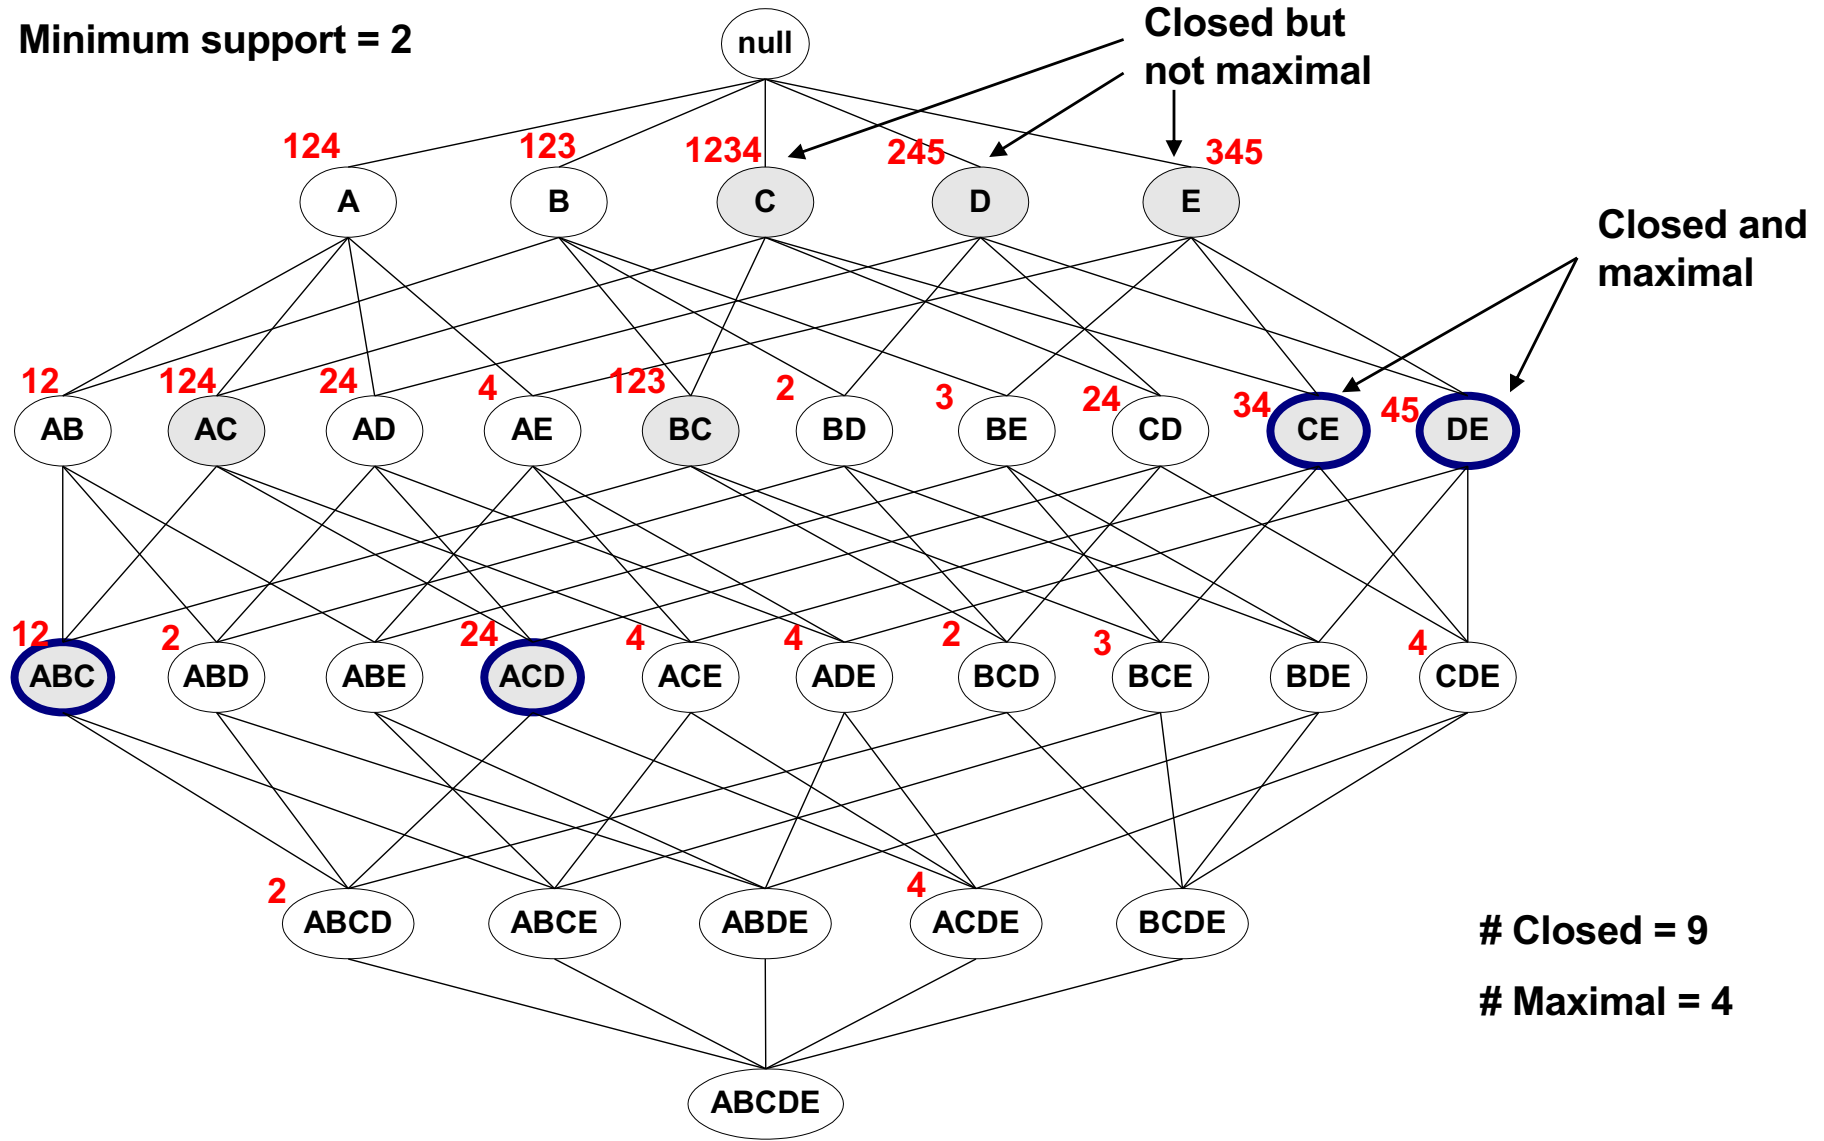 Minimum support = 2
null
Closed but
not maximal
124 123 1234 245 345
A B C D E
Closed and
maximal
12 124 24 4 123 2 3 24 34 45
AB AC AD AE BC BD BE CD CE DE
12 2 24 4 4 2 3 4
ABC ABD ABE ACD ACE ADE BCD BCE BDE CDE
2 4
ABCD ABCE ABDE ACDE BCDE
# Closed = 9
# Maximal = 4
ABCDE